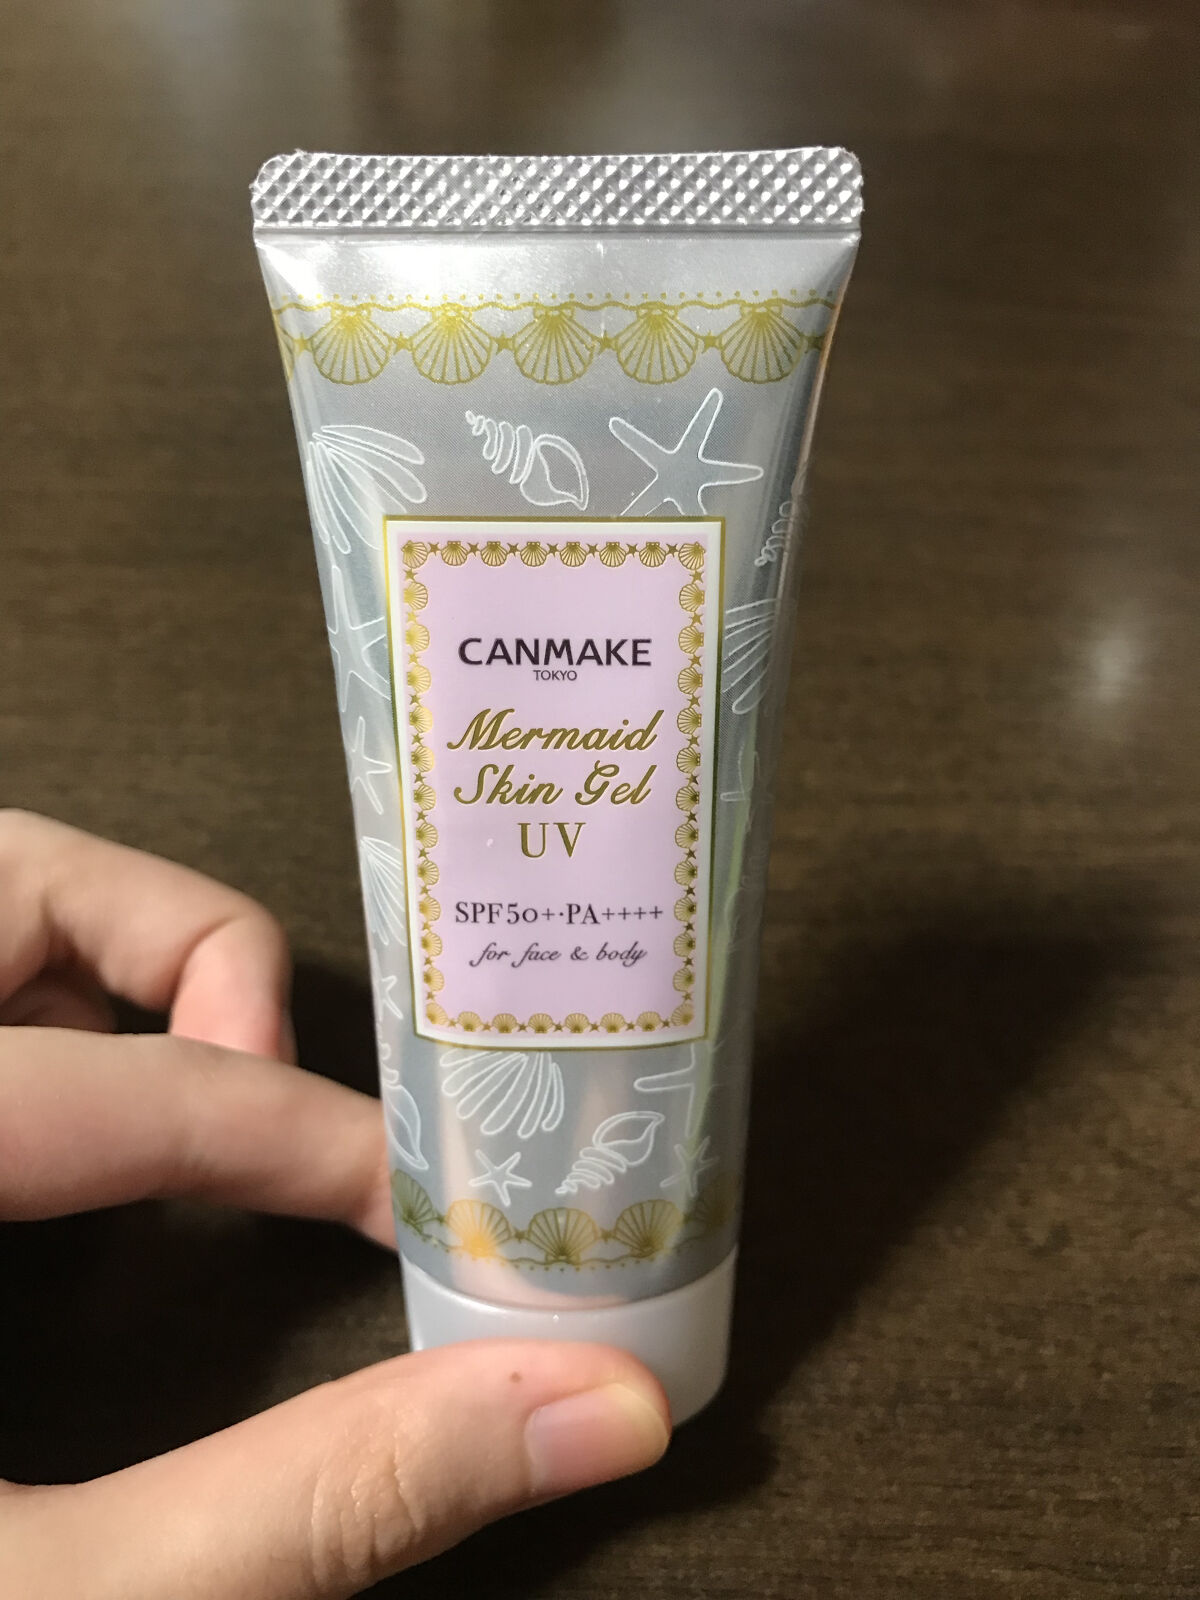 CANMAKE
TOKYO
Mermaid
Skin Gel
UV
SPF50+·PA++++
for face & body